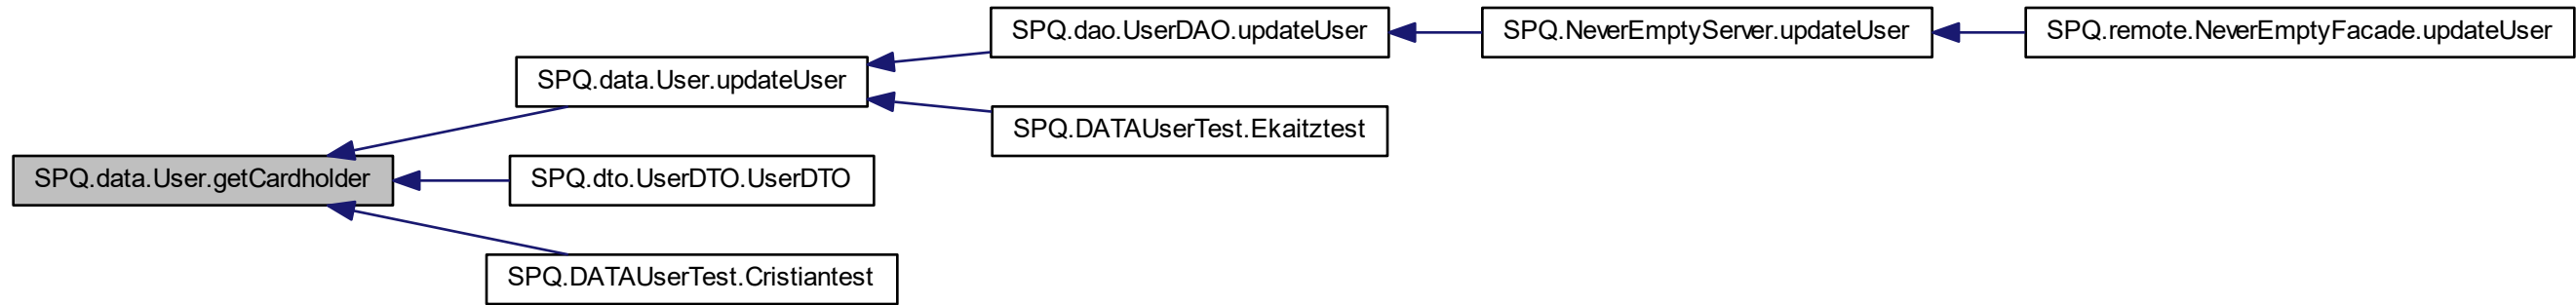 SPQ.dao.UserDAO.updateUser
SPQ.NeverEmptyServer.updateUser
SPQ.remote.NeverEmptyFacade.updateUser
SPQ.data.User.updateUser
SPQ.DATAUserTest.Ekaitztest
SPQ.data.User.getCardholder
SPQ.dto.UserDTO.UserDTO
SPQ.DATAUserTest.Cristiantest